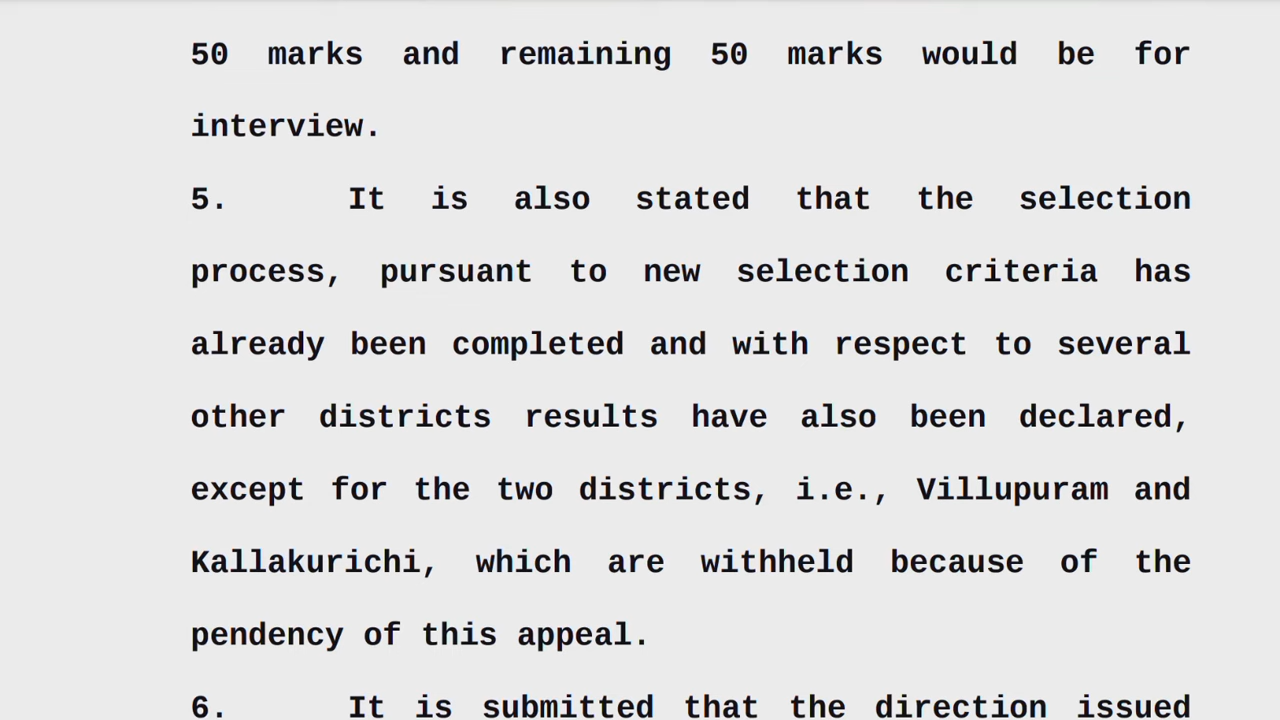 50 marks and remaining 50 marks would be for
interview.
5. It is also stated that the selection
process, pursuant to new selection criteria has
already been completed and with respect to several
other districts results have also been declared,
except for the two districts, i.e., Villupuram and
Kallakurichi, which are withheld because of the
pendency of this appeal.
6. It is submitted that the direction issued